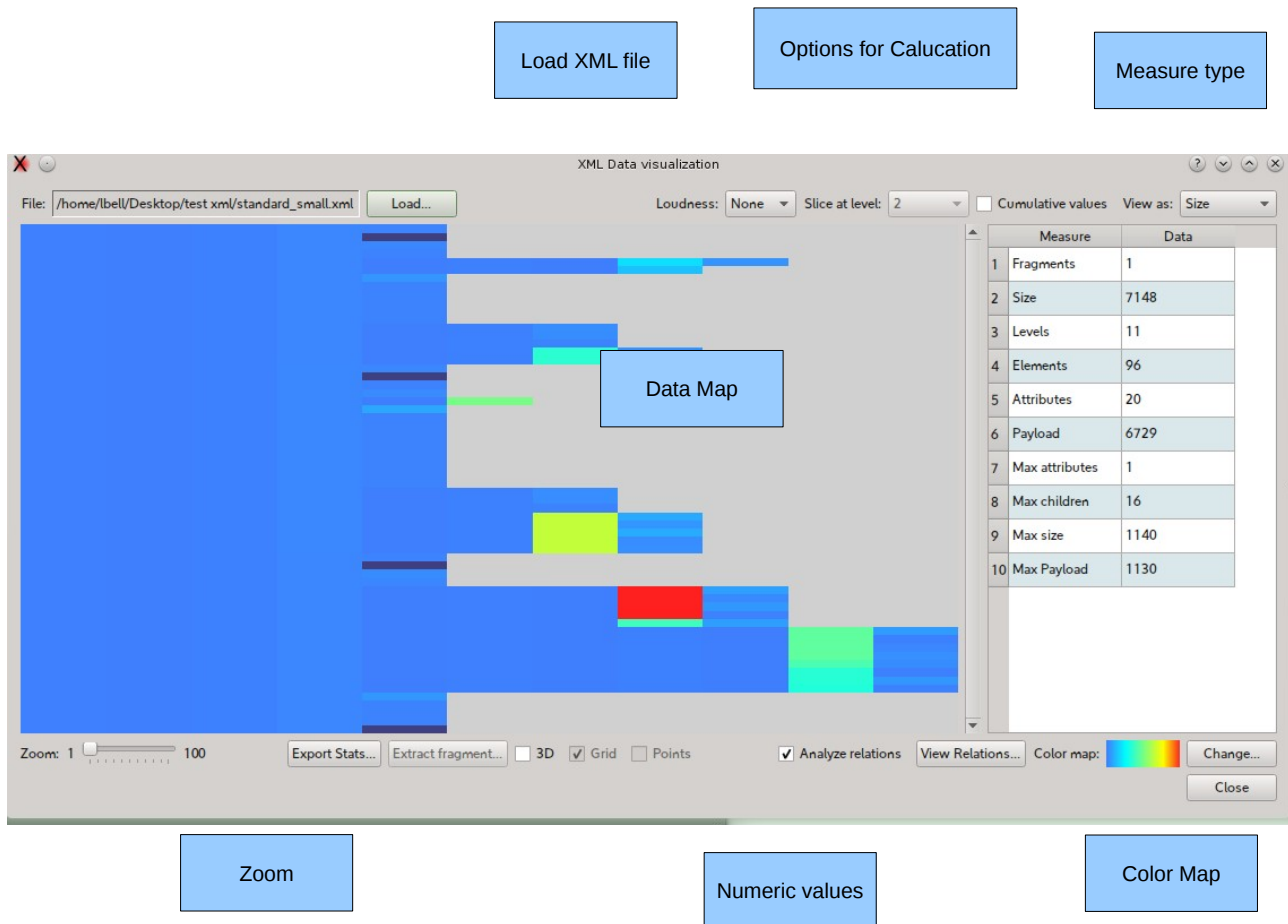 Options for Calucation
Load XML file
Measure type
XML Data visualization
File: /home/lbell/Desktop/test xml/standard_small.xml Load... Loudness: None Slice at level: 2 Cumulative values View as: Size
Measure Data
1 Fragments 1
2 Size 7148
3 Levels 11
4 Elements 96
5 Attributes 20
6 Payload 6729
7 Max attributes 1
8 Max children 16
9 Max size 1140
10 Max Payload 1130
Data Map
Zoom: 1 100 Export Stats... Extract fragment... 3D Grid Points Analyze relations View Relations... Color map: Change...
Close
Zoom
Numeric values
Color Map